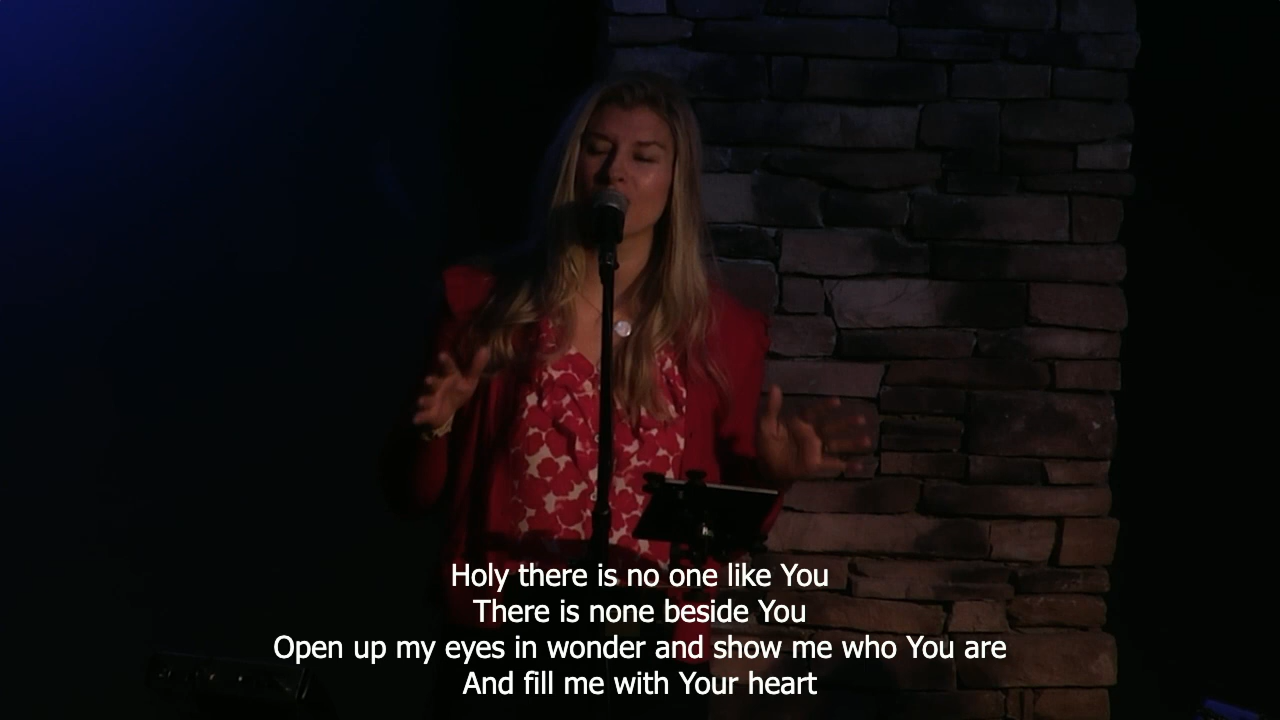 Holy there is no one like You
There is none beside You
Open up my eyes in wonder and show me who You are
And fill me with Your heart